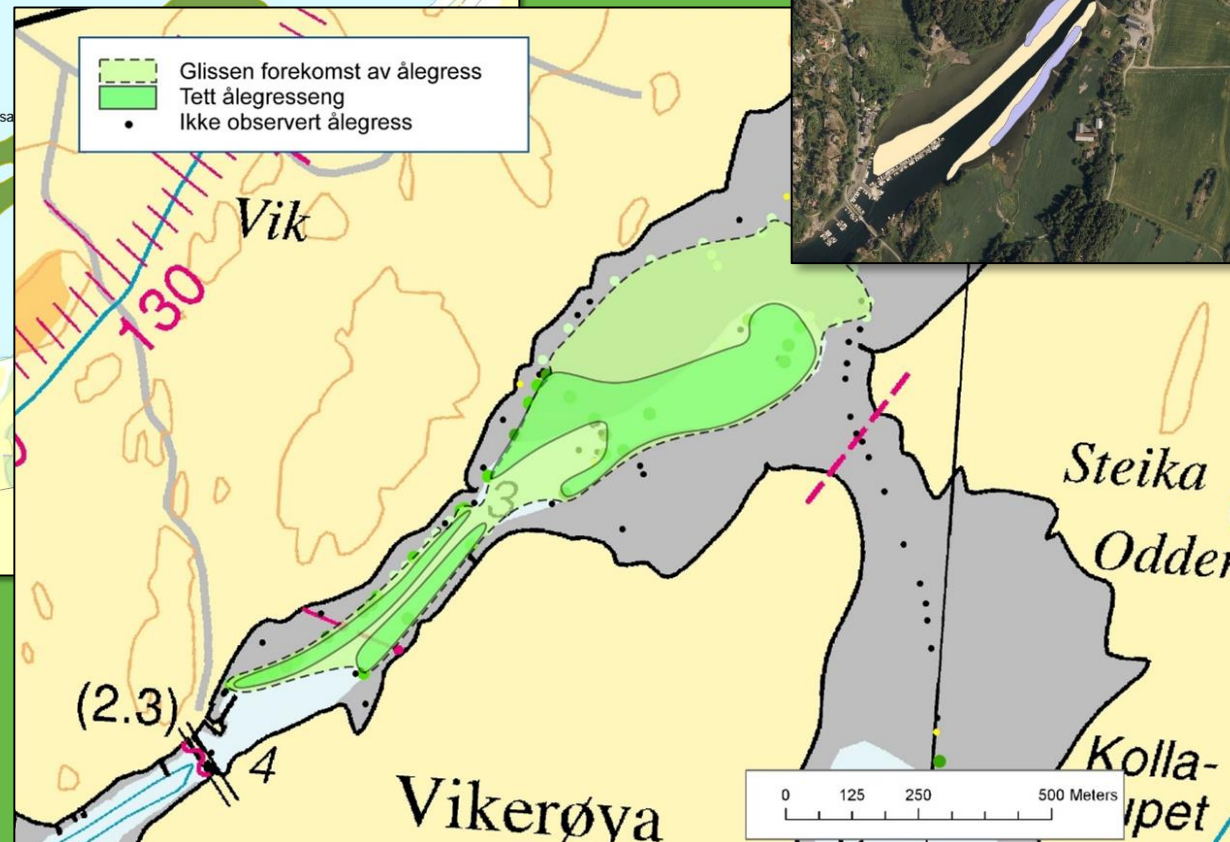 Glissen forekomst av ålegress
Tett ålegresseng
Ikke observert ålegress
Vik
130
3
Steika
Odden
(2.3)
4
Vikerøya
Kolla-
upet
0 125 250 500 Meters